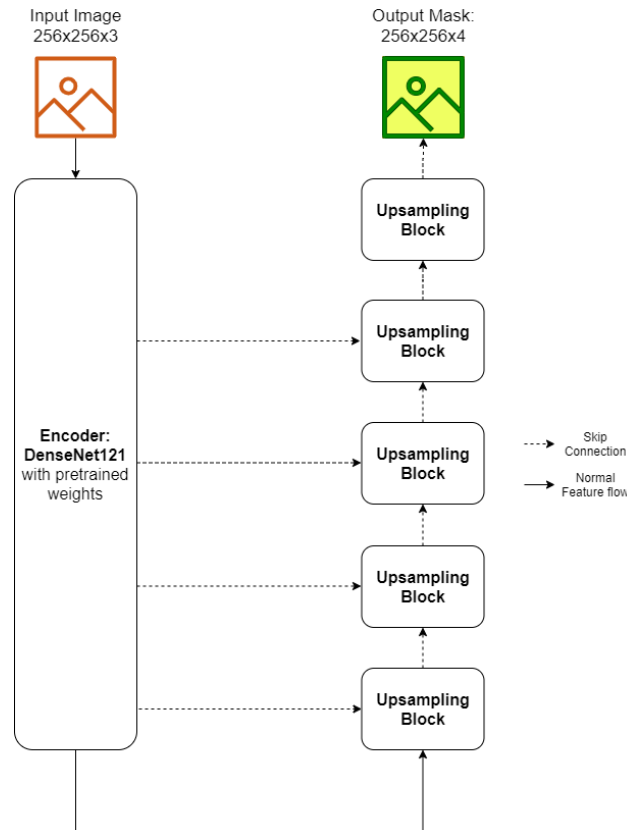 Input Image
256x256x3
Output Mask:
256x256x4
Upsampling
Block
Upsampling
Block
Encoder:
DenseNet121
with pretrained
weights
Upsampling
Block
Skip
Connection
Normal
Feature flow
Upsampling
Block
Upsampling
Block